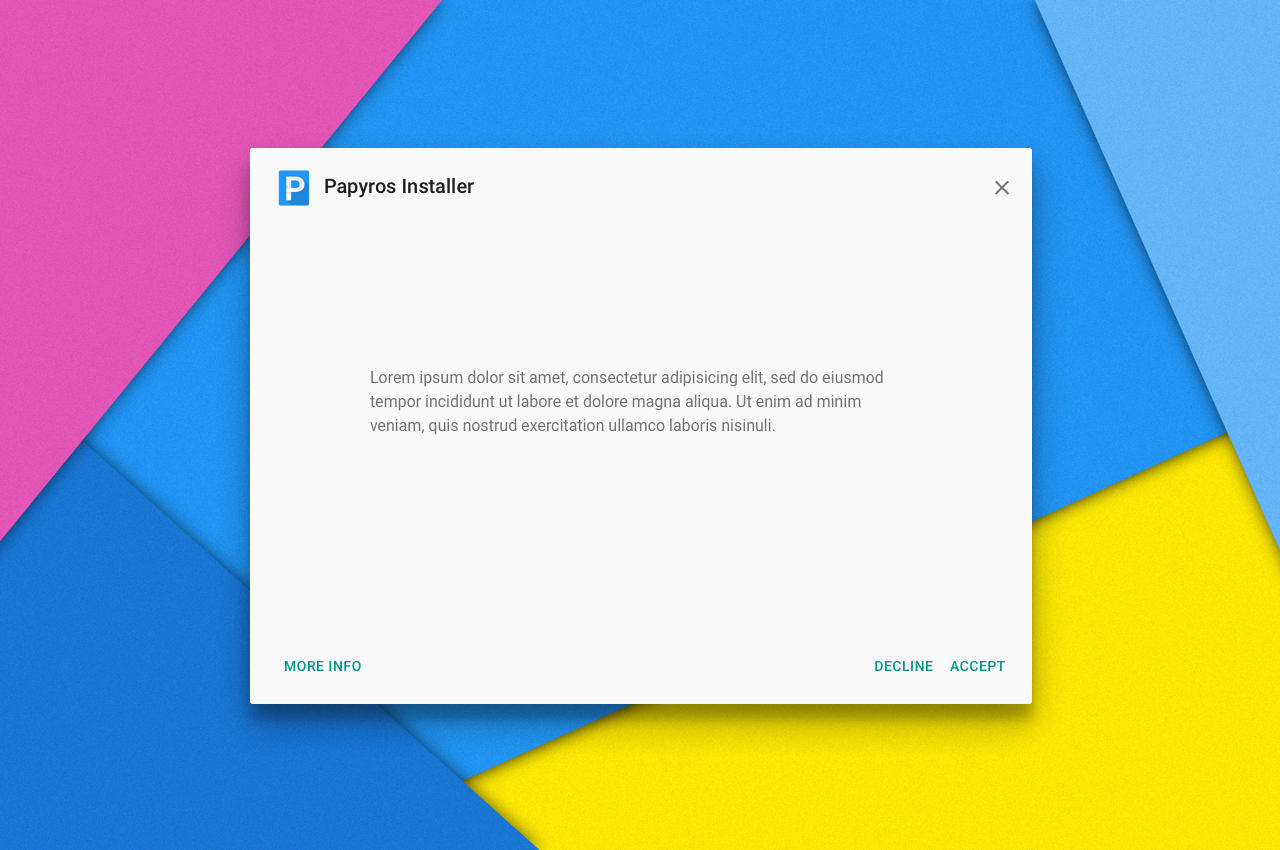 P Papyros Installer
Lorem ipsum dolor sit amet, consectetur adipisicing elit, sed do eiusmod
tempor incididunt ut labore et dolore magna aliqua. Ut enim ad minim
veniam, quis nostrud exercitation ullamco laboris nisinuli.
MORE INFO DECLINE ACCEPT